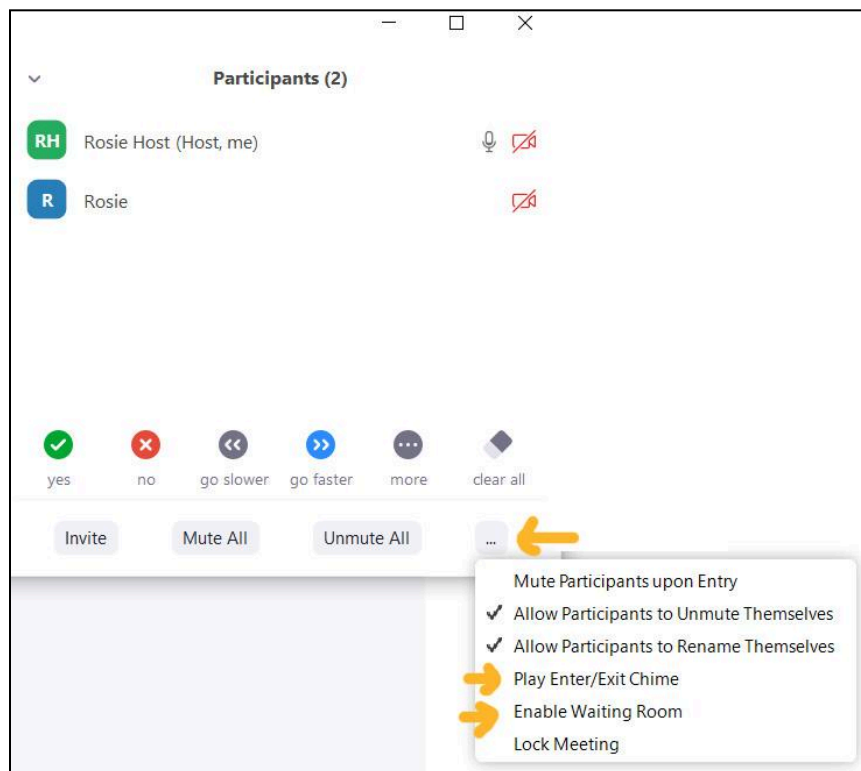 Participants (2)
RH Rosie Host (Host, me)
R Rosie
yes no go slower go faster more clear all
Invite Mute All Unmute All ...
Mute Participants upon Entry
✓ Allow Participants to Unmute Themselves
✓ Allow Participants to Rename Themselves
Play Enter/Exit Chime
Enable Waiting Room
Lock Meeting